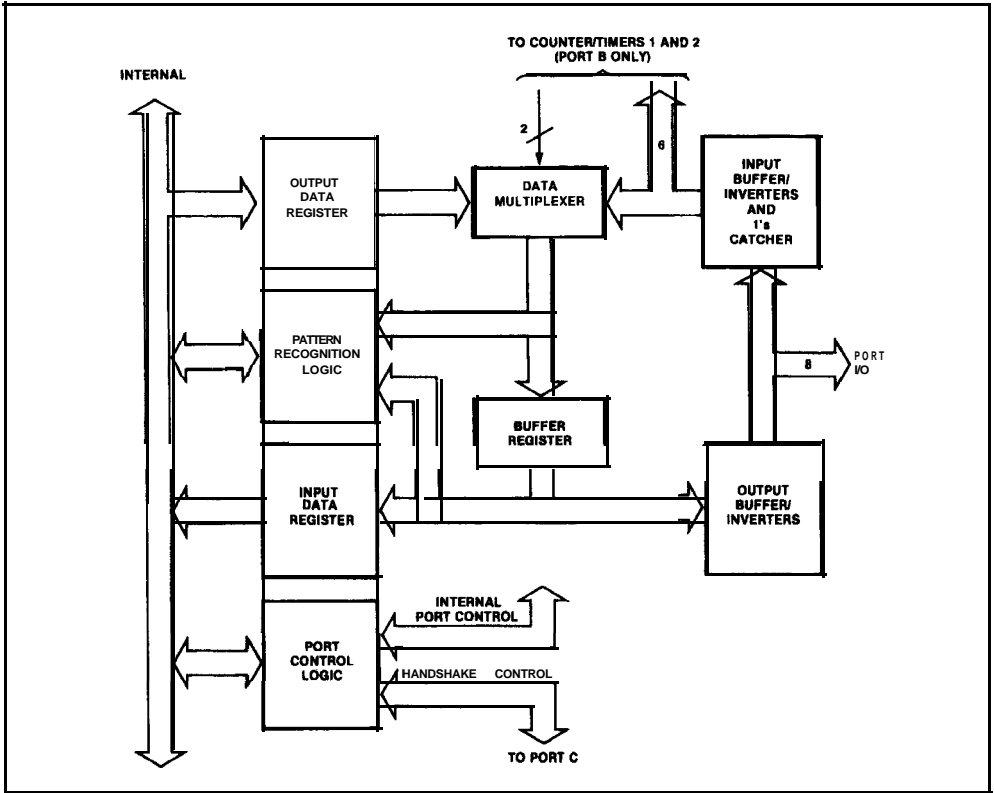 TO COUNTER/TIMERS 1 AND 2
(PORT B ONLY)
INTERNAL
2
6
OUTPUT
DATA
REGISTER
DATA
MULTIPLEXER
INPUT
BUFFER/
INVERTERS
AND
1's
CATCHER
PATTERN
RECOGNITION
LOGIC
8
PORT
I/O
BUFFER
REGISTER
INPUT
DATA
REGISTER
OUTPUT
BUFFER/
INVERTERS
INTERNAL
PORT CONTROL
PORT
CONTROL
LOGIC
HANDSHAKE CONTROL
TO PORT C